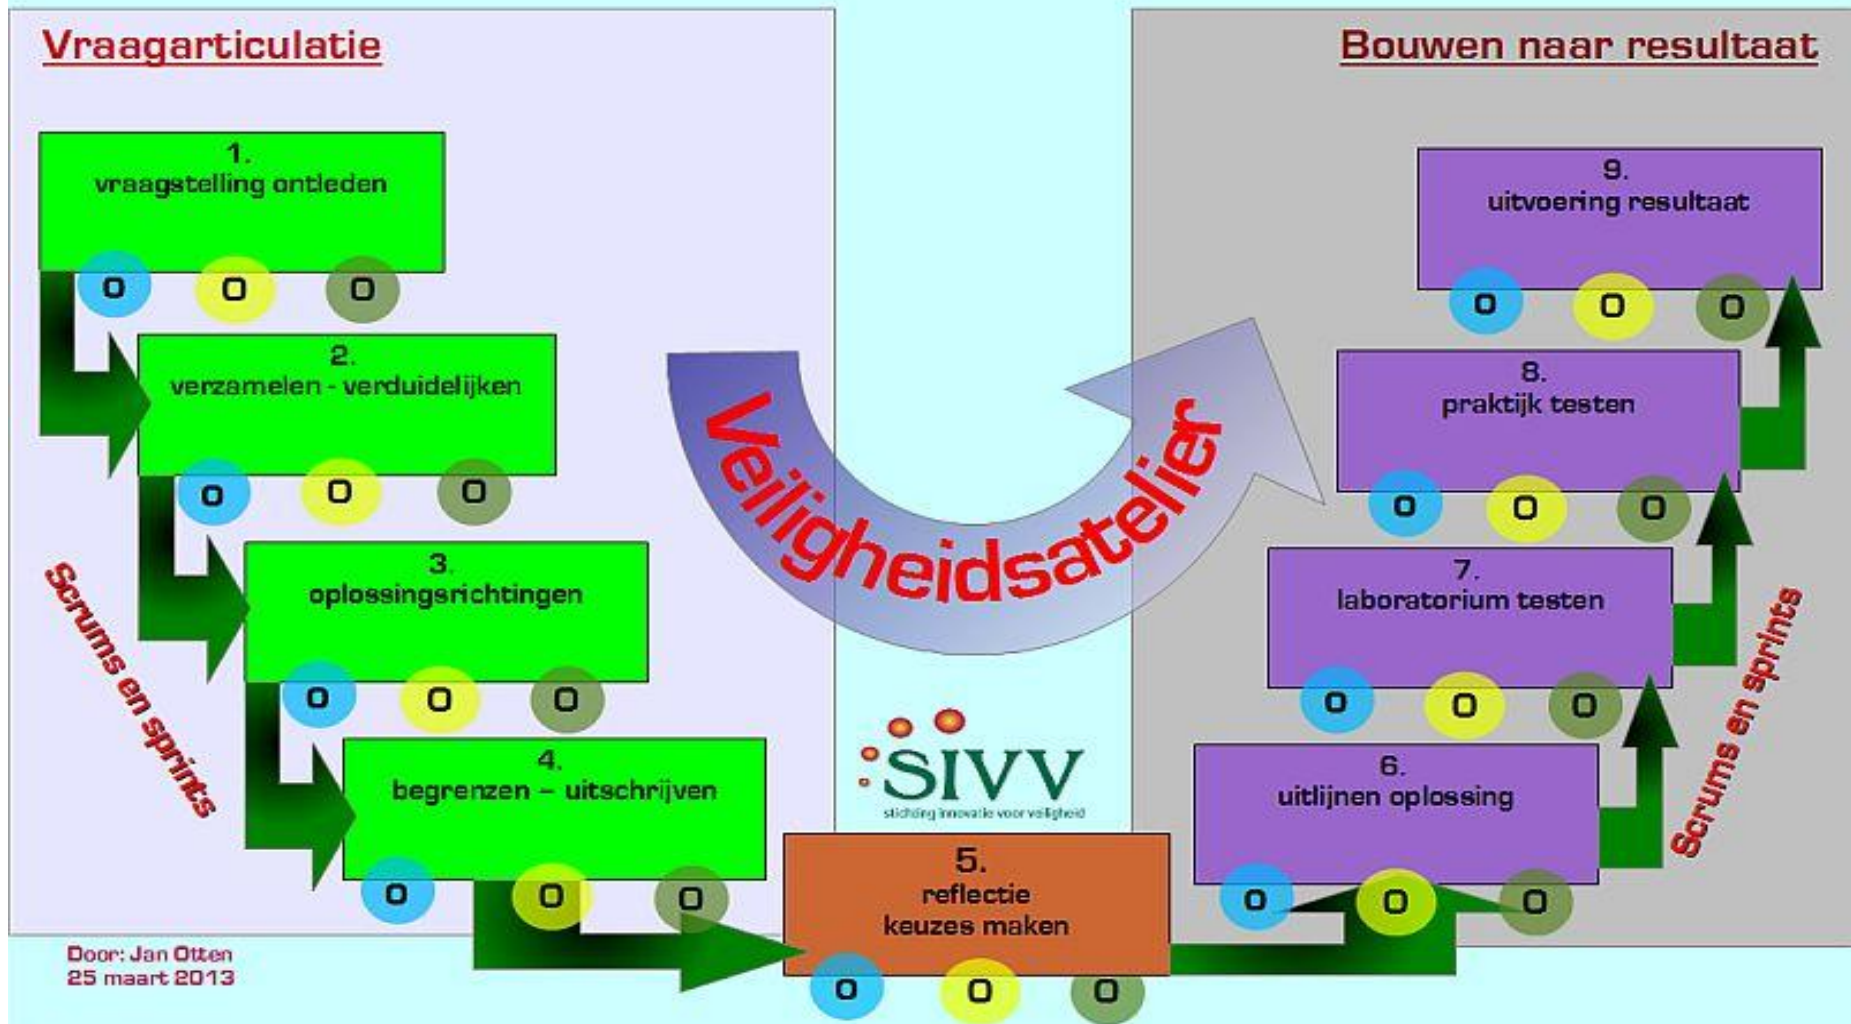 Vraagarticulatie
1.
vraagstelling ontleden
O O O
2.
verzamelen - verduidelijken
O O O
3.
oplossingsrichtingen
O O O
4.
begrenzen – uitschrijven
O O O
Scrums en sprints
Door: Jan Otten
25 maart 2013
Veiligheidsatelier
SIVV
stichting innovatie voor veiligheid
5.
reflectie
keuzes maken
O O O
Bouwen naar resultaat
9.
uitvoering resultaat
O O O
8.
praktijk testen
O O O
7.
laboratorium testen
O O O
6.
uitlijnen oplossing
O O O
Scrums en sprints